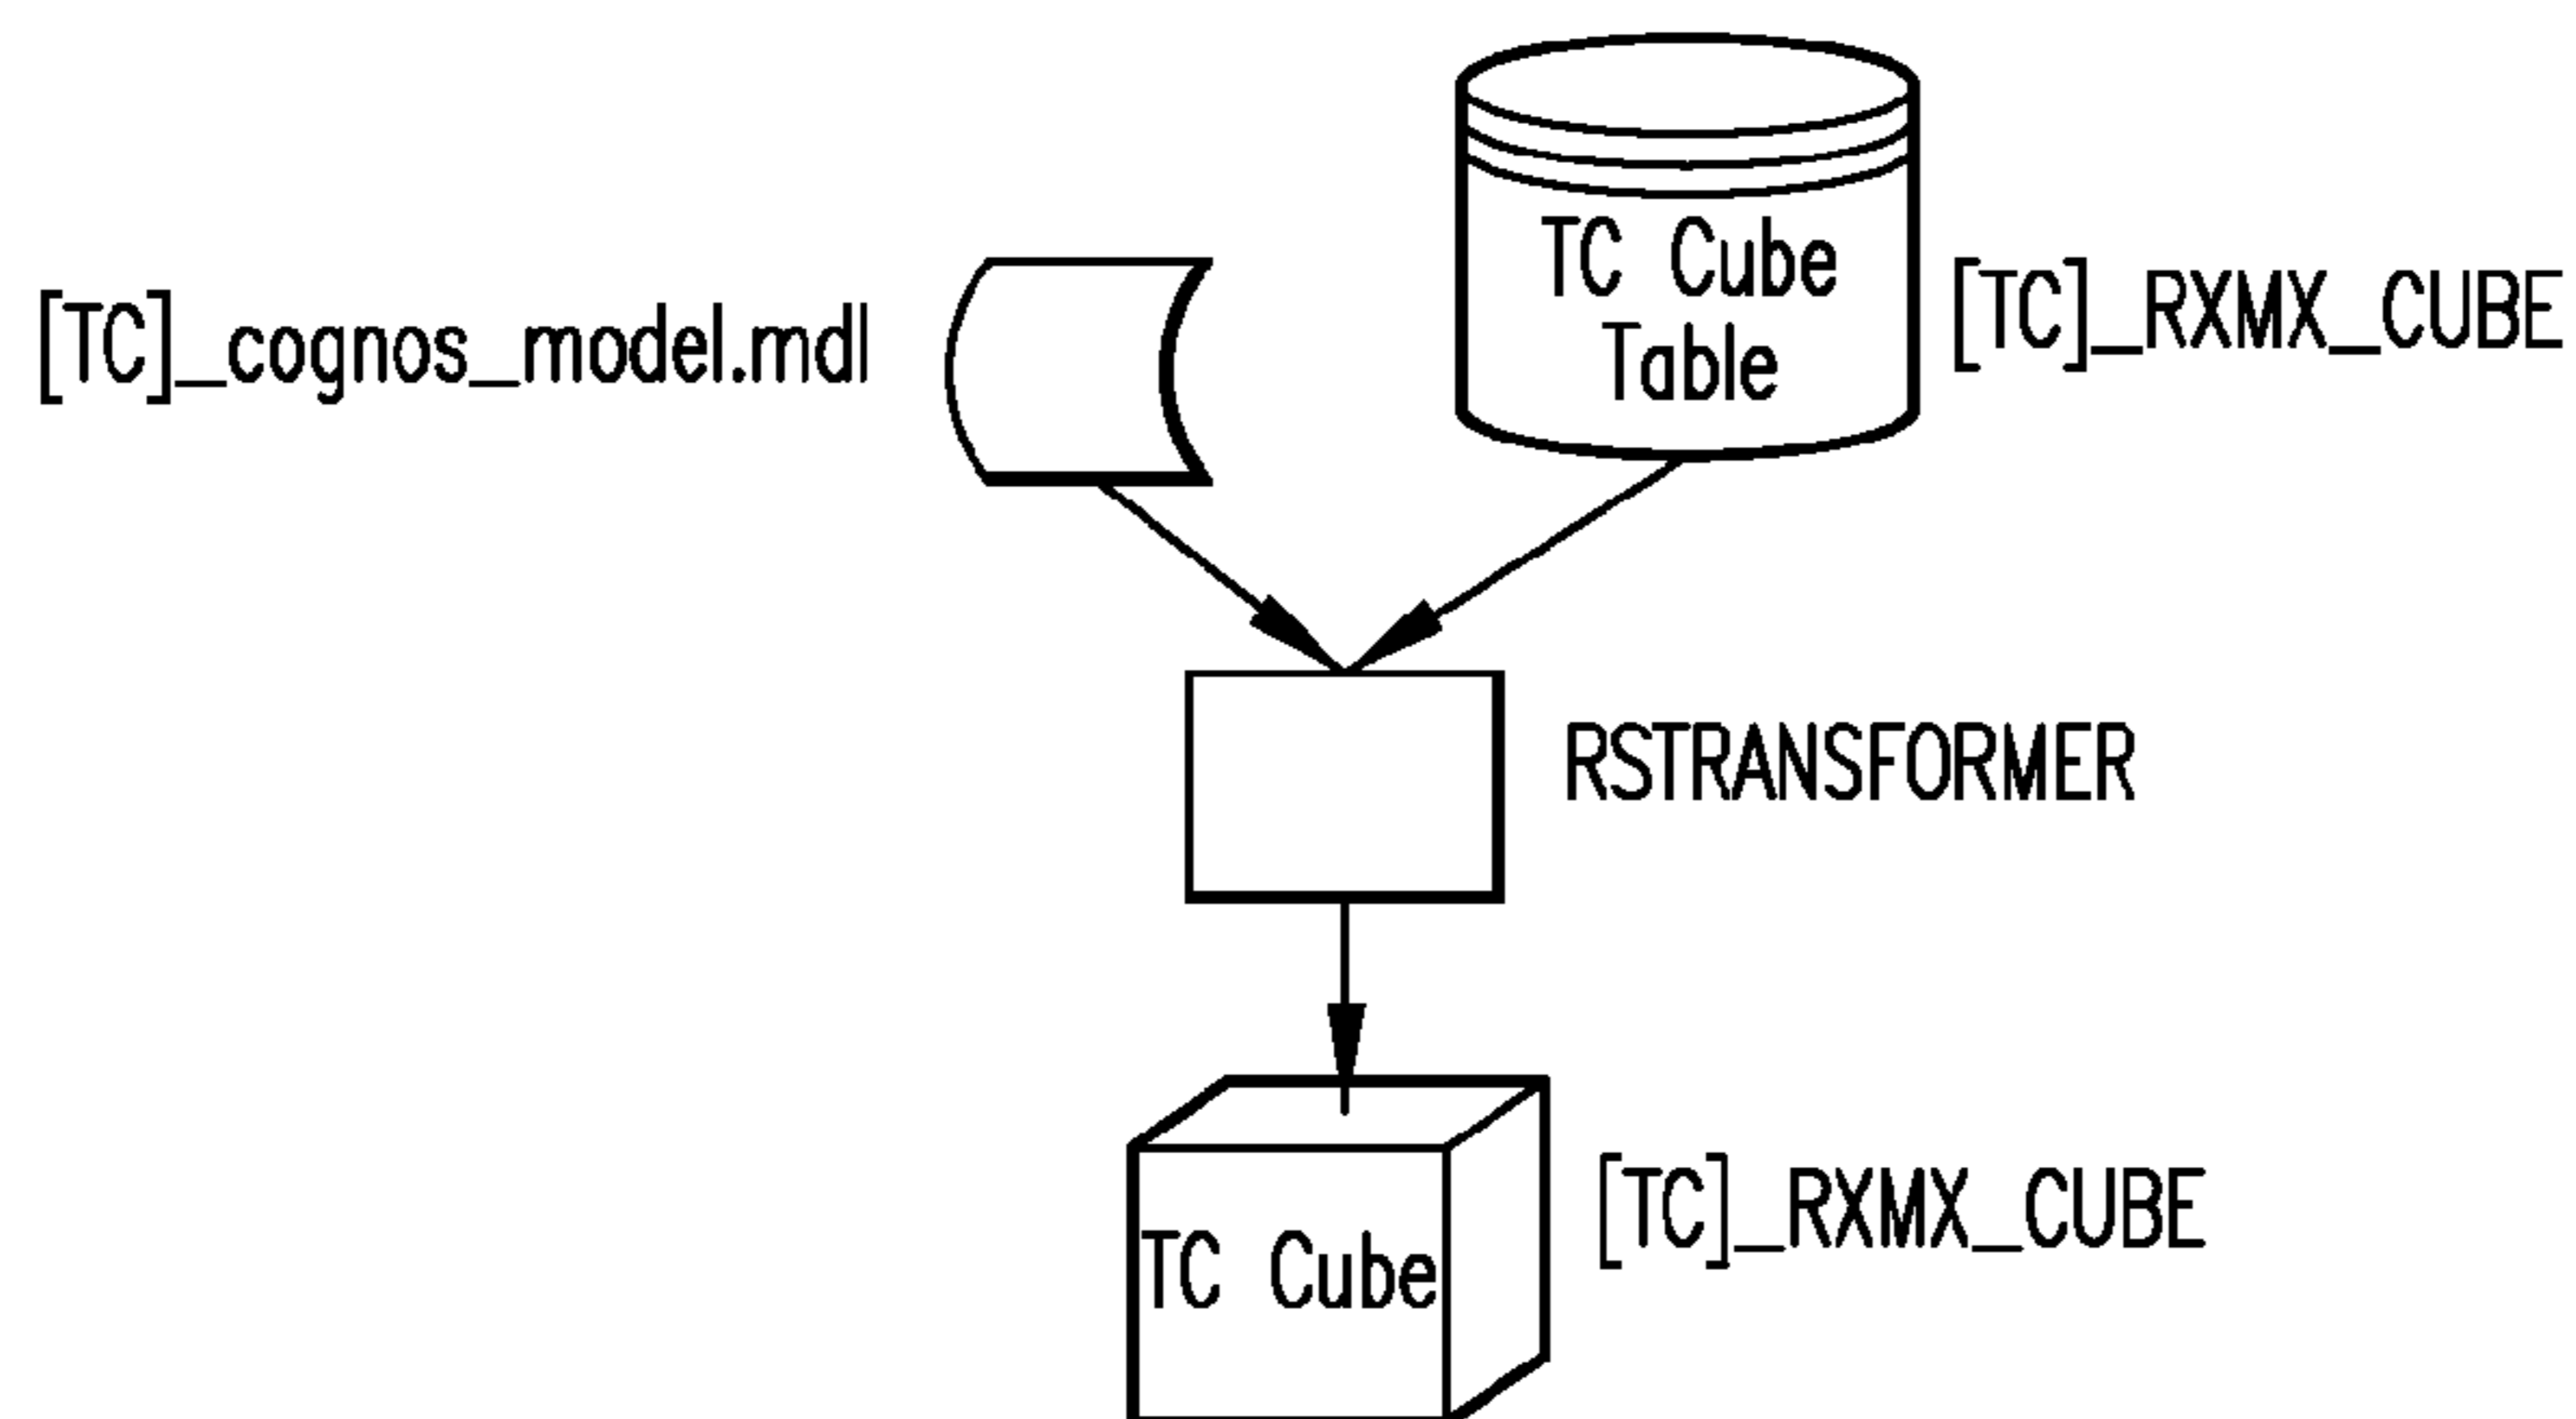 TC Cube
Table
[TC]_RXMX_CUBE
[TC]_cognos_model.mdl
RSTRANSFORMER
TC Cube
[TC]_RXMX_CUBE